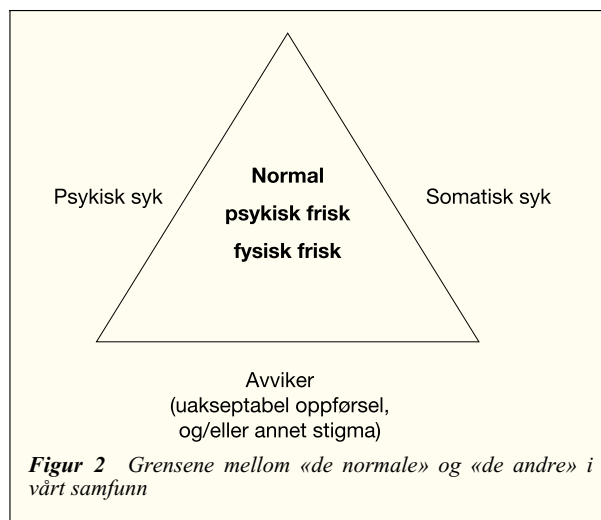 Normal
psykisk frisk
fysisk frisk
Psykisk syk
Somatisk syk
Avviker
(uakseptabel oppførsel,
og/eller annet stigma)
Figur 2 Grensene mellom «de normale» og «de andre» i
vårt samfunn